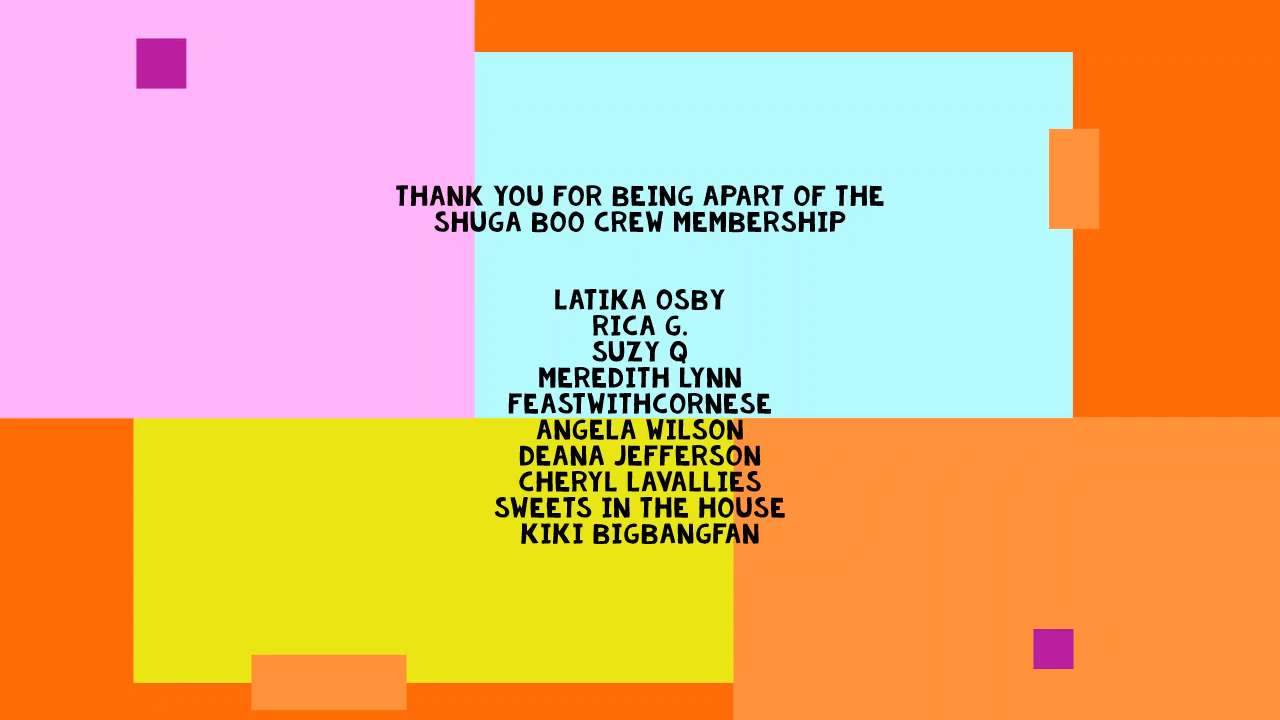 THANK YOU FOR BEING APART OF THE
SHUGA BOO CREW MEMBERSHIP
LATIKA OSBY
RICA G.
SUZY Q
MEREDITH LYNN
FEASTWITHCORNESE
ANGELA WILSON
DEANA JEFFERSON
CHERYL LAVALLIES
SWEETS IN THE HOUSE
KIKI BIGBANGFAN